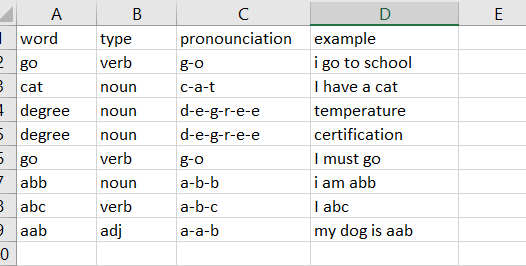 A B C D E
1 word type pronounciation example
2 go verb g-o i go to school
3 cat noun c-a-t I have a cat
4 degree noun d-e-g-r-e-e temperature
5 degree noun d-e-g-r-e-e certification
6 go verb g-o I must go
7 abb noun a-b-b i am abb
8 abc verb a-b-c I abc
9 aab adj a-a-b my dog is aab
0